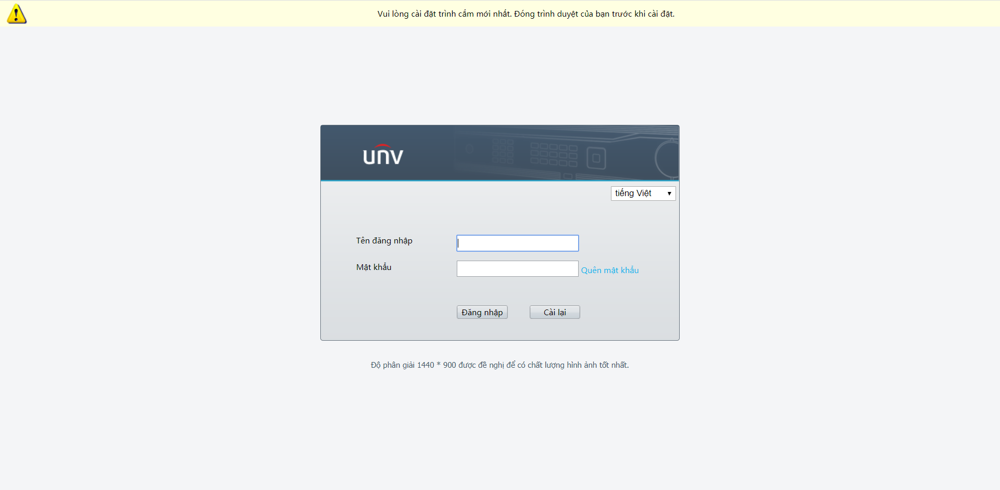 Vui lòng cài đặt trình cắm mới nhất. Đóng trình duyệt của bạn trước khi cài đặt.
unv
tiếng Việt
Tên đăng nhập
Mật khẩu
Quên mật khẩu
Đăng nhập
Cài lại
Độ phân giải 1440 * 900 được đề nghị để có chất lượng hình ảnh tốt nhất.